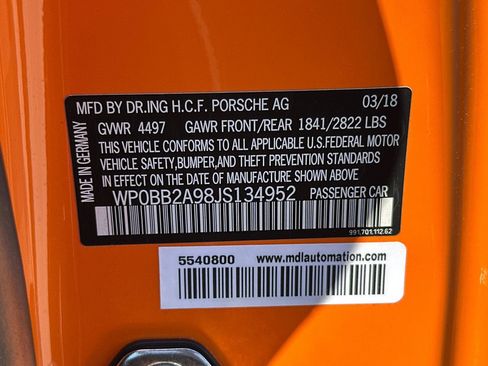 MFD BY DR.ING H.C.F. PORSCHE AG 03/18
GVWR 4497 GAWR FRONT/REAR 1841/2822 LBS
THIS VEHICLE CONFORMS TO ALL APPLICABLE U.S.FEDERAL MOTOR
VEHICLE SAFETY,BUMPER,AND THEFT PREVENTION STANDARDS
IN EFFECT ON THE DATE OF MANUFACTURE SHOWN ABOVE.
WP0BB2A98JS134952 PASSENGER CAR
MADE IN GERMANY
991.701.112.62
5540800 www.mdlautomation.com